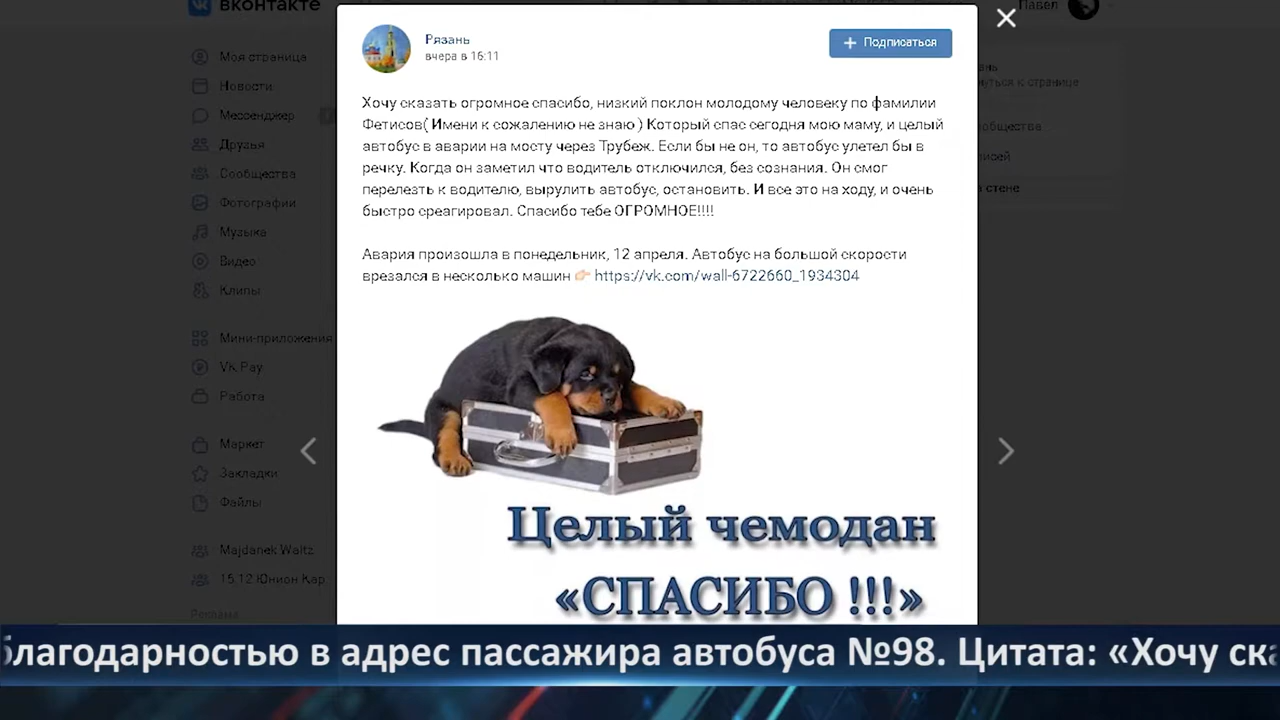 вконтакте
Павел
Моя страница
Новости
Мессенджер
Друзья
Сообщества
Фотографии
Музыка
Видео
Клипы
Мини-приложения
VK Pay
Работа
Маркет
Закладки
Файлы
Majdanek Waltz
15.12 Юнион Кар
Реклама
Рязань
вчера в 16:11
Подписаться
Хочу сказать огромное спасибо, низкий поклон молодому человеку по фамилии
Фетисов( Имени к сожалению не знаю ) Который спас сегодня мою маму, и целый
автобус в аварии на мосту через Трубеж. Если бы не он, то автобус улетел бы в
речку. Когда он заметил что водитель отключился, без сознания. Он смог
перелезть к водителю, вырулить автобус, остановить. И все это на ходу, и очень
быстро среагировал. Спасибо тебе ОГРОМНОЕ!!!!
Авария произошла в понедельник, 12 апреля. Автобус на большой скорости
врезался в несколько машин 👉🏻 https://vk.com/wall-6722660_1934304
к странице
стене
Целый чемодан
«СПАСИБО !!!»
благодарностью в адрес пассажира автобуса №98. Цитата: «Хочу ска